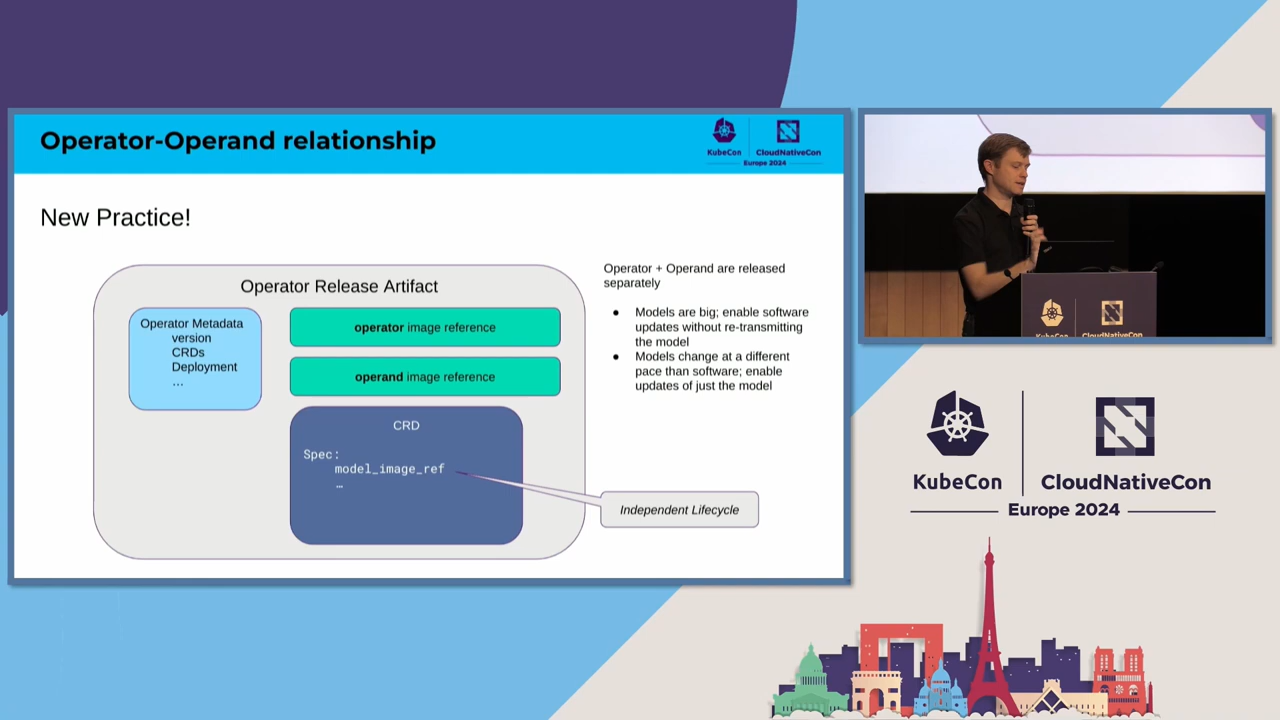 Operator-Operand relationship
KubeCon
CloudNativeCon
Europe 2024
New Practice!
Operator Release Artifact
Operator Metadata
version
CRDs
Deployment
...
operator image reference
operand image reference
CRD
Spec:
model_image_ref
…
Independent Lifecycle
Operator + Operand are released
separately
● Models are big; enable software
updates without re-transmitting
the model
● Models change at a different
pace than software; enable
updates of just the model
KubeCon
CloudNativeCon
KubeCon
CloudNativeCon
Europe 2024